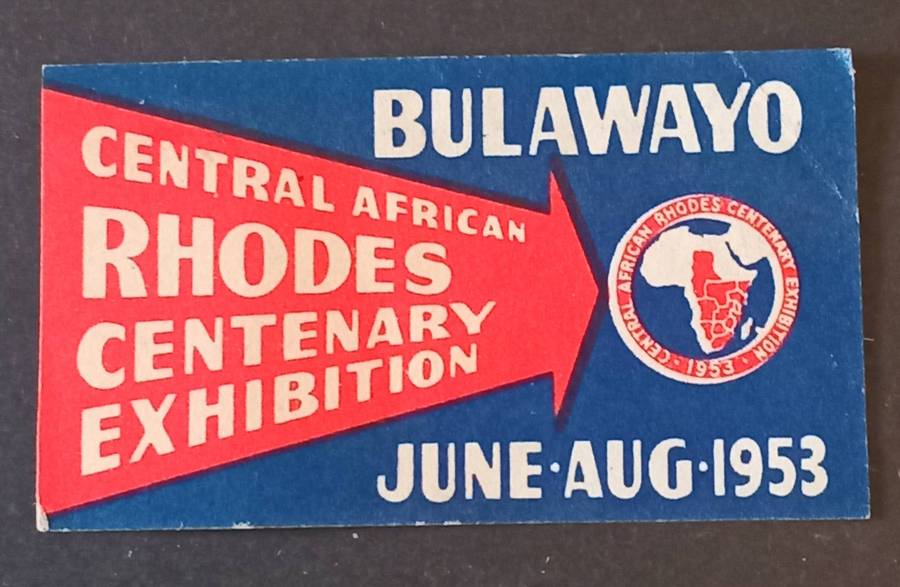 BULAWAYO
CENTRAL AFRICAN
RHODES
CENTENARY
EXHIBITION
CENTRAL AFRICAN RHODES CENTENARY EXHIBITION
· 1953 ·
JUNE·AUG·1953